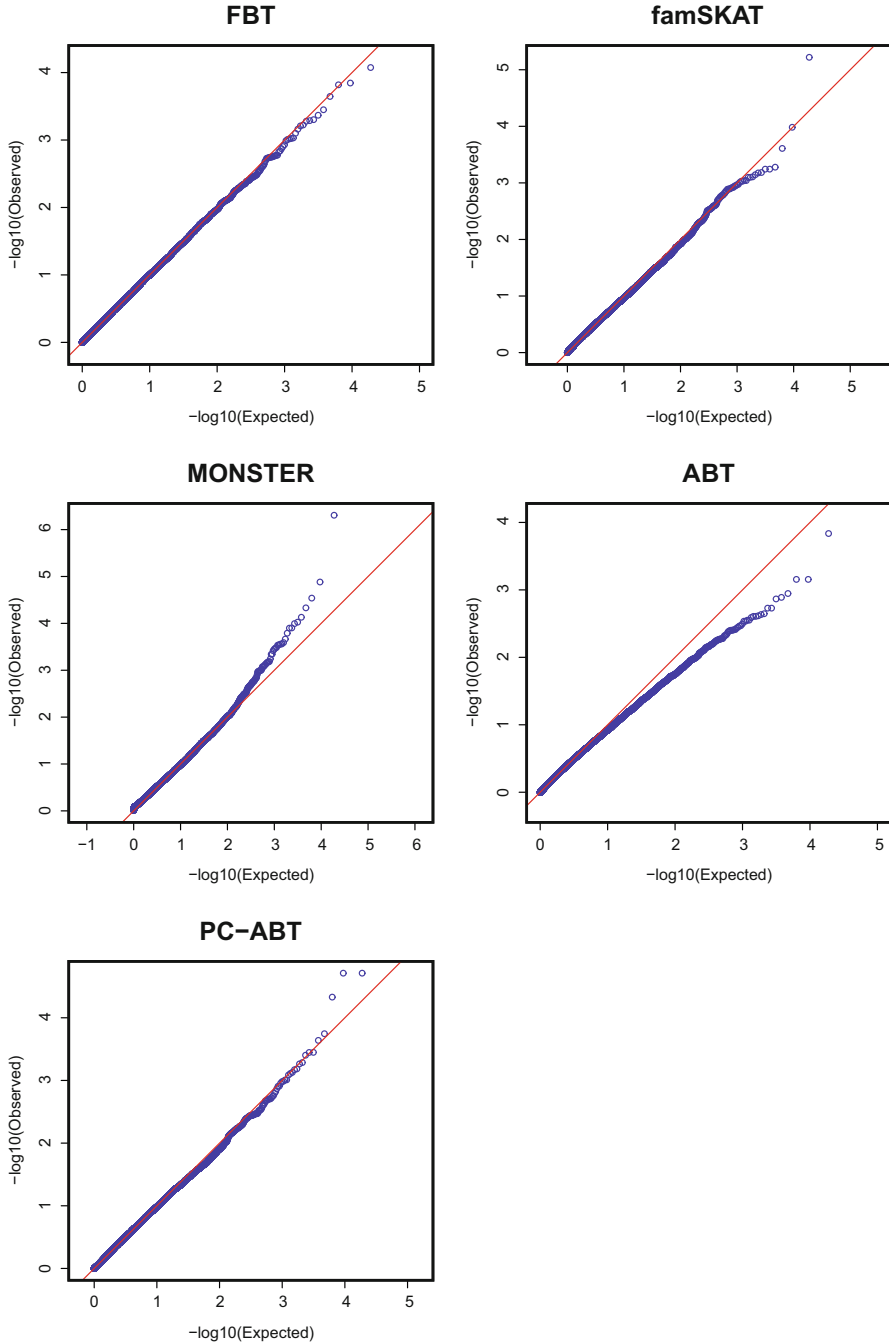 FBT
−log10(Observed)
4
3
2
1
0
0 1 2 3 4 5
−log10(Expected)
famSKAT
−log10(Observed)
5
4
3
2
1
0
0 1 2 3 4 5
−log10(Expected)
MONSTER
−log10(Observed)
6
5
4
3
2
1
0
−1 0 1 2 3 4 5 6
−log10(Expected)
ABT
−log10(Observed)
4
3
2
1
0
0 1 2 3 4 5
−log10(Expected)
PC−ABT
−log10(Observed)
4
3
2
1
0
0 1 2 3 4 5
−log10(Expected)